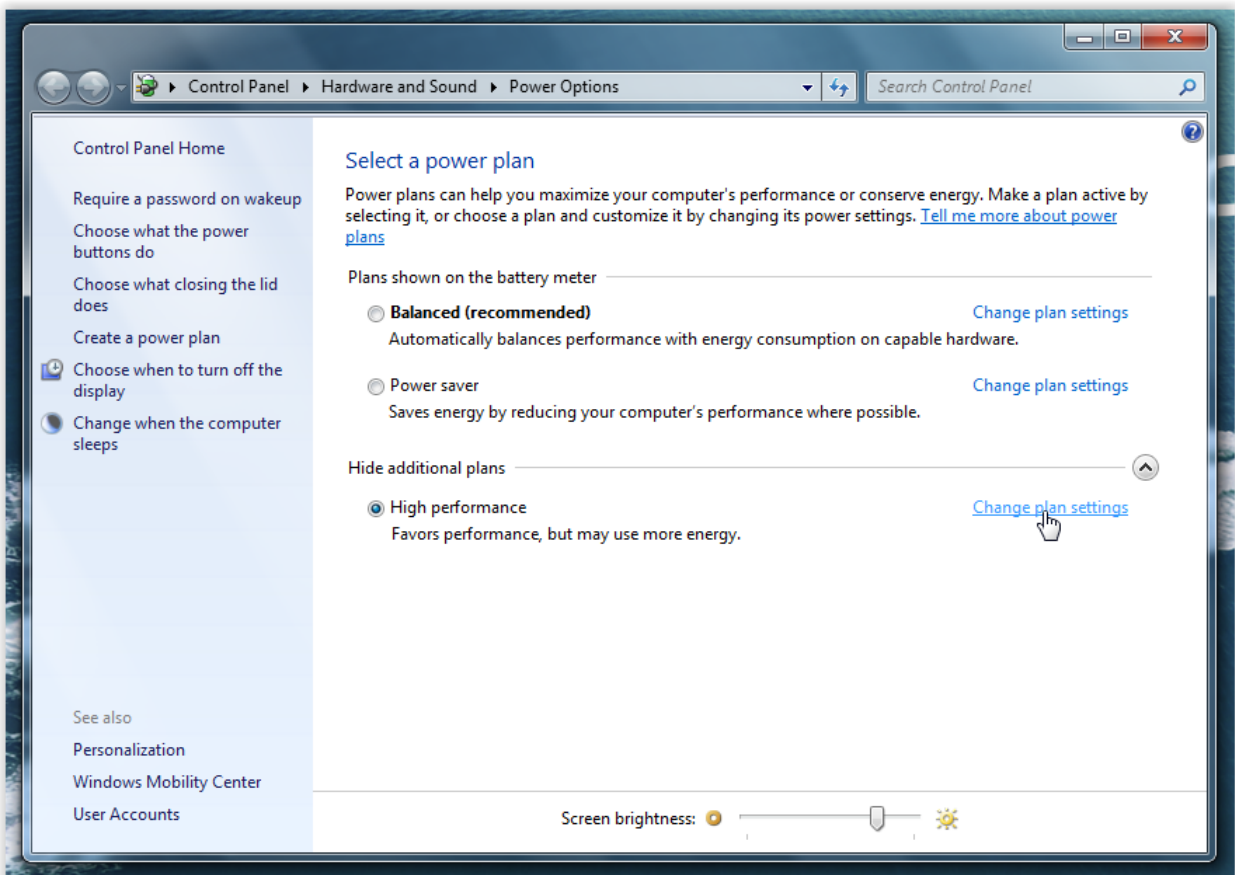 Control Panel ▸ Hardware and Sound ▸ Power Options
Search Control Panel
Control Panel Home
Require a password on wakeup
Choose what the power
buttons do
Choose what closing the lid
does
Create a power plan
Choose when to turn off the
display
Change when the computer
sleeps
See also
Personalization
Windows Mobility Center
User Accounts
Select a power plan
Power plans can help you maximize your computer's performance or conserve energy. Make a plan active by
selecting it, or choose a plan and customize it by changing its power settings. Tell me more about power
plans
Plans shown on the battery meter
Balanced (recommended) Change plan settings
Automatically balances performance with energy consumption on capable hardware.
Power saver Change plan settings
Saves energy by reducing your computer's performance where possible.
Hide additional plans
High performance Change plan settings
Favors performance, but may use more energy.
Screen brightness: